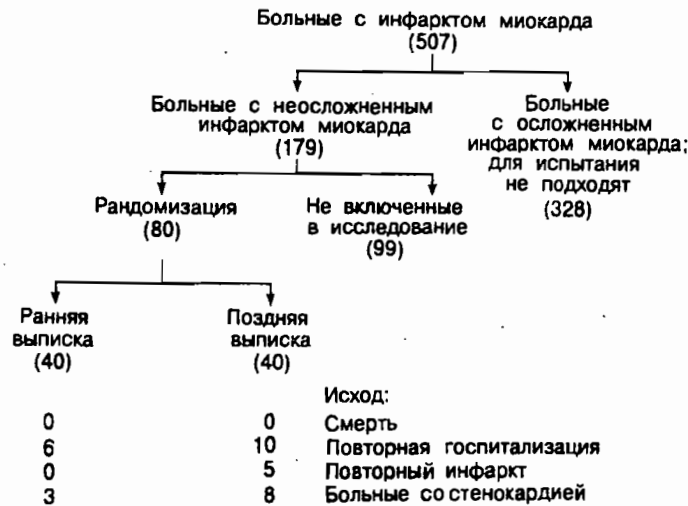 Больные с инфарктом миокарда
(507)
Больные с неосложненным
инфарктом миокарда
(179)
Больные
с осложненным
инфарктом миокарда;
для испытания
не подходят
(328)
Рандомизация
(80)
Не включенные
в исследование
(99)
Ранняя
выписка
(40)
Поздняя
выписка
(40)
Исход:
0 0 Смерть
6 10 Повторная госпитализация
0 5 Повторный инфаркт
3 8 Больные со стенокардией